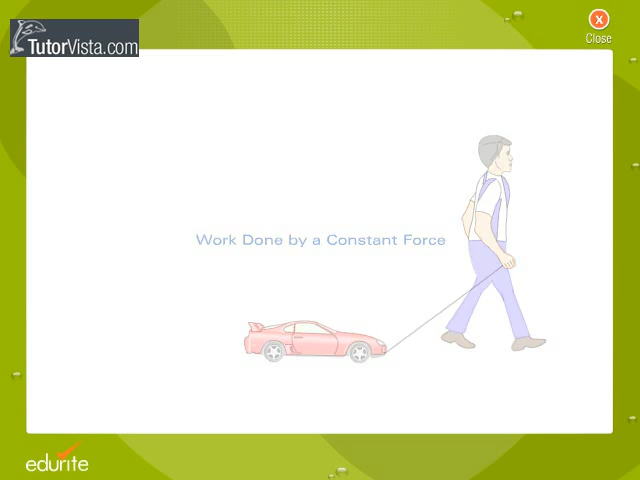 TutorVista.com
X
Close
Work Done by a Constant Force
edurite